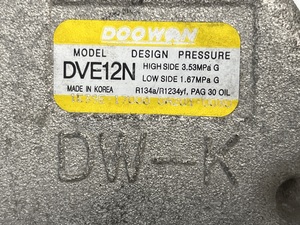 DOOWAN
MODEL DESIGN PRESSURE
DVE12N HIGH SIDE 3.53MPa G
LOW SIDE 1.67MPa G
MADE IN KOREA R134a/R1234yf, PAG 30 OIL
DW-K